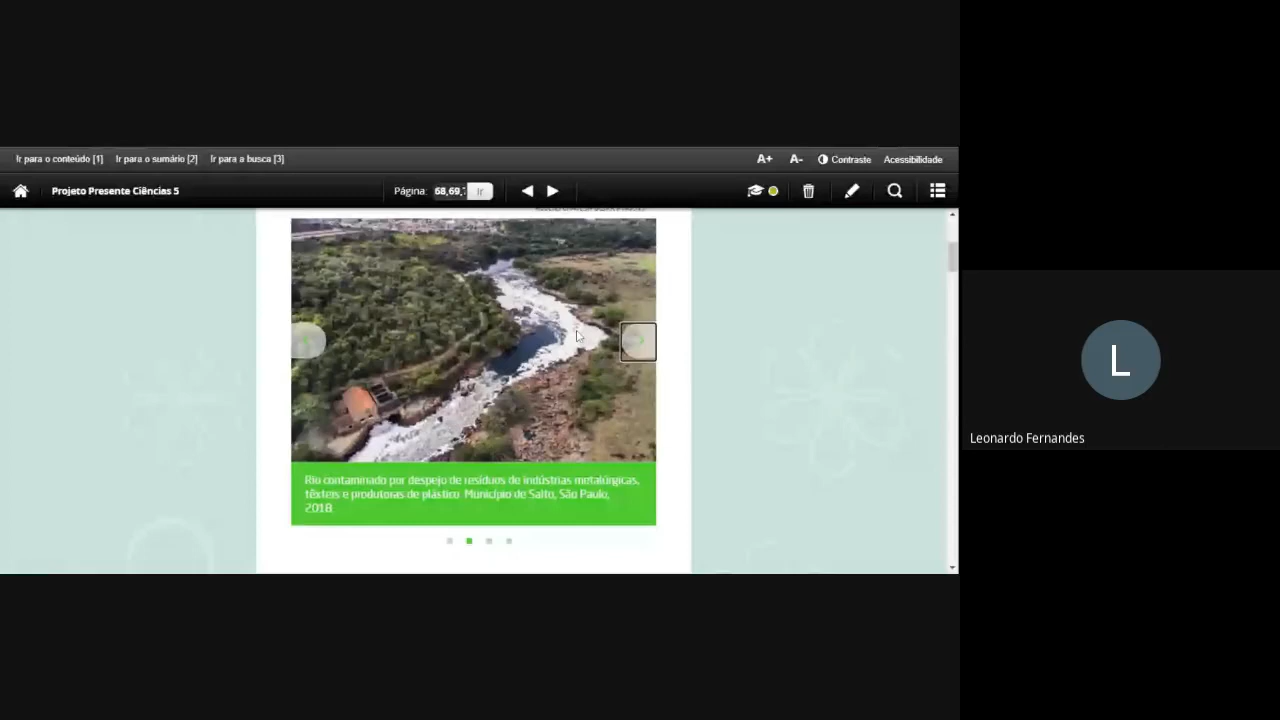 Ir para o conteúdo [1] Ir para o sumário [2] Ir para a busca [3] A+ A- Contraste Acessibilidade
Projeto Presente Ciências 5 Página: 68,69, Ir
Rio contaminado por despejo de resíduos de indústrias metalúrgicas,
têxteis e produtoras de plástico. Município de Salto, São Paulo,
2018.
L
Leonardo Fernandes